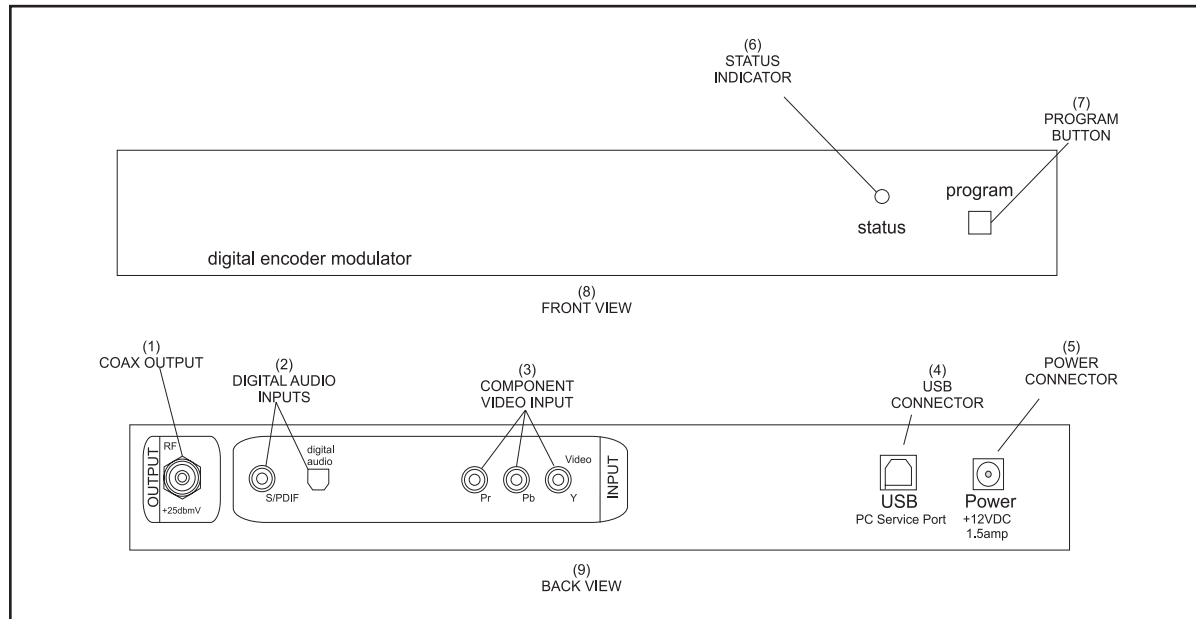 (6)
STATUS
INDICATOR
(7)
PROGRAM
BUTTON
program
status
digital encoder modulator
(8)
FRONT VIEW
(1)
COAX OUTPUT
(2)
DIGITAL AUDIO
INPUTS
(3)
COMPONENT
VIDEO INPUT
(4)
USB
CONNECTOR
(5)
POWER
CONNECTOR
OUTPUT
RF
+25dbmV
S/PDIF
digital
audio
Pr
Pb
Video
Y
INPUT
USB
PC Service Port
Power
+12VDC
1.5amp
(9)
BACK VIEW